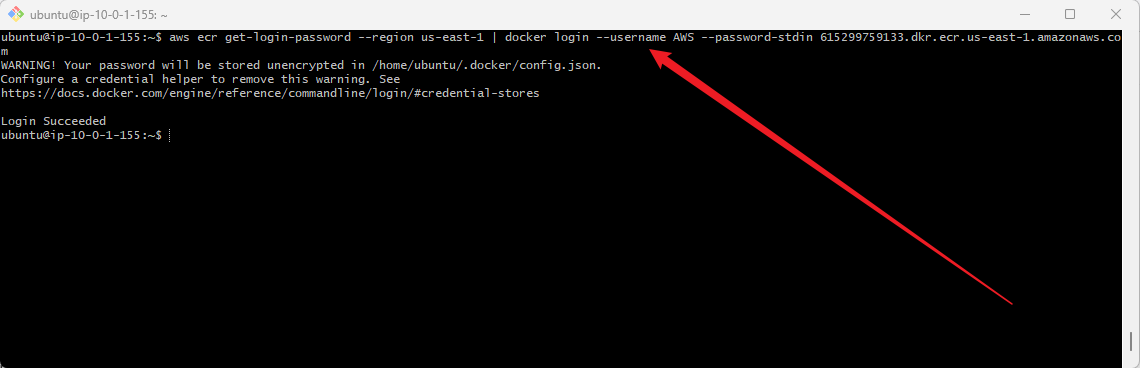 ubuntu@ip-10-0-1-155: ~
ubuntu@ip-10-0-1-155:~$ aws ecr get-login-password --region us-east-1 | docker login --username AWS --password-stdin 615299759133.dkr.ecr.us-east-1.amazonaws.co
m
WARNING! Your password will be stored unencrypted in /home/ubuntu/.docker/config.json.
Configure a credential helper to remove this warning. See
https://docs.docker.com/engine/reference/commandline/login/#credential-stores
Login Succeeded
ubuntu@ip-10-0-1-155:~$